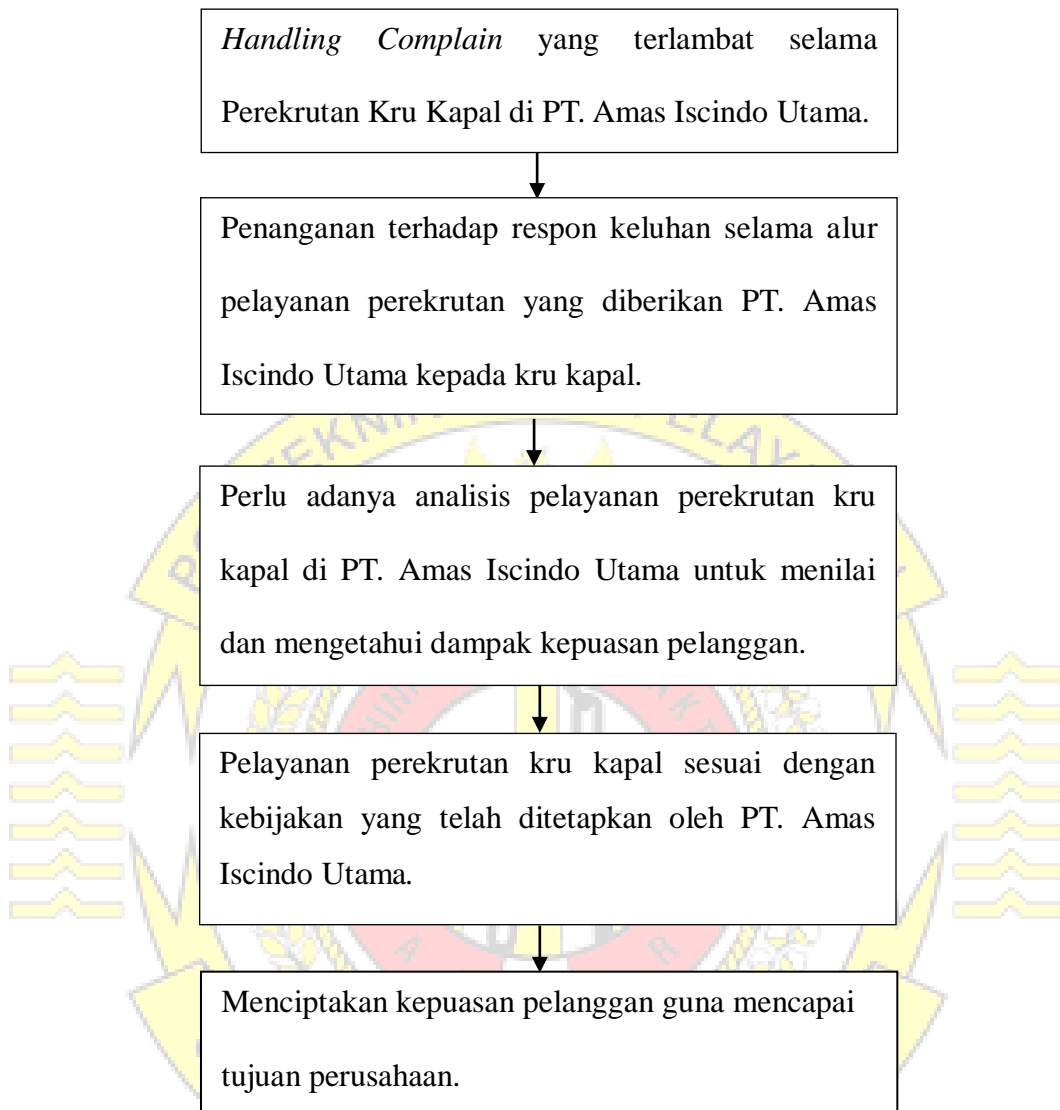 Handling Complain yang terlambat selama
Perekrutan Kru Kapal di PT. Amas Iscindo Utama.
Penanganan terhadap respon keluhan selama alur
pelayanan perekrutan yang diberikan PT. Amas
Iscindo Utama kepada kru kapal.
Perlu adanya analisis pelayanan perekrutan kru
kapal di PT. Amas Iscindo Utama untuk menilai
dan mengetahui dampak kepuasan pelanggan.
Pelayanan perekrutan kru kapal sesuai dengan
kebijakan yang telah ditetapkan oleh PT. Amas
Iscindo Utama.
Menciptakan kepuasan pelanggan guna mencapai
tujuan perusahaan.